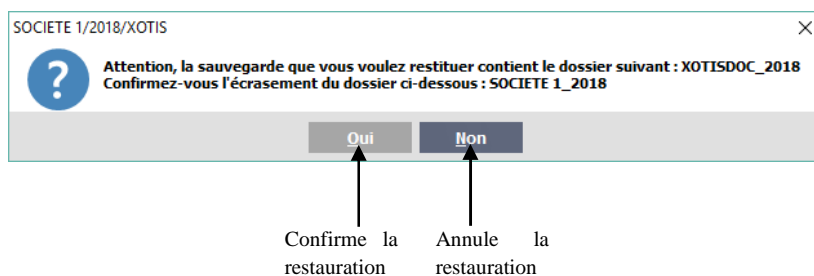 SOCIETE 1/2018/XOTIS
Attention, la sauvegarde que vous voulez restituer contient le dossier suivant : XOTISDOC_2018
Confirmez-vous l'écrasement du dossier ci-dessous : SOCIETE 1_2018
Oui Non
Confirme la
restauration
Annule la
restauration